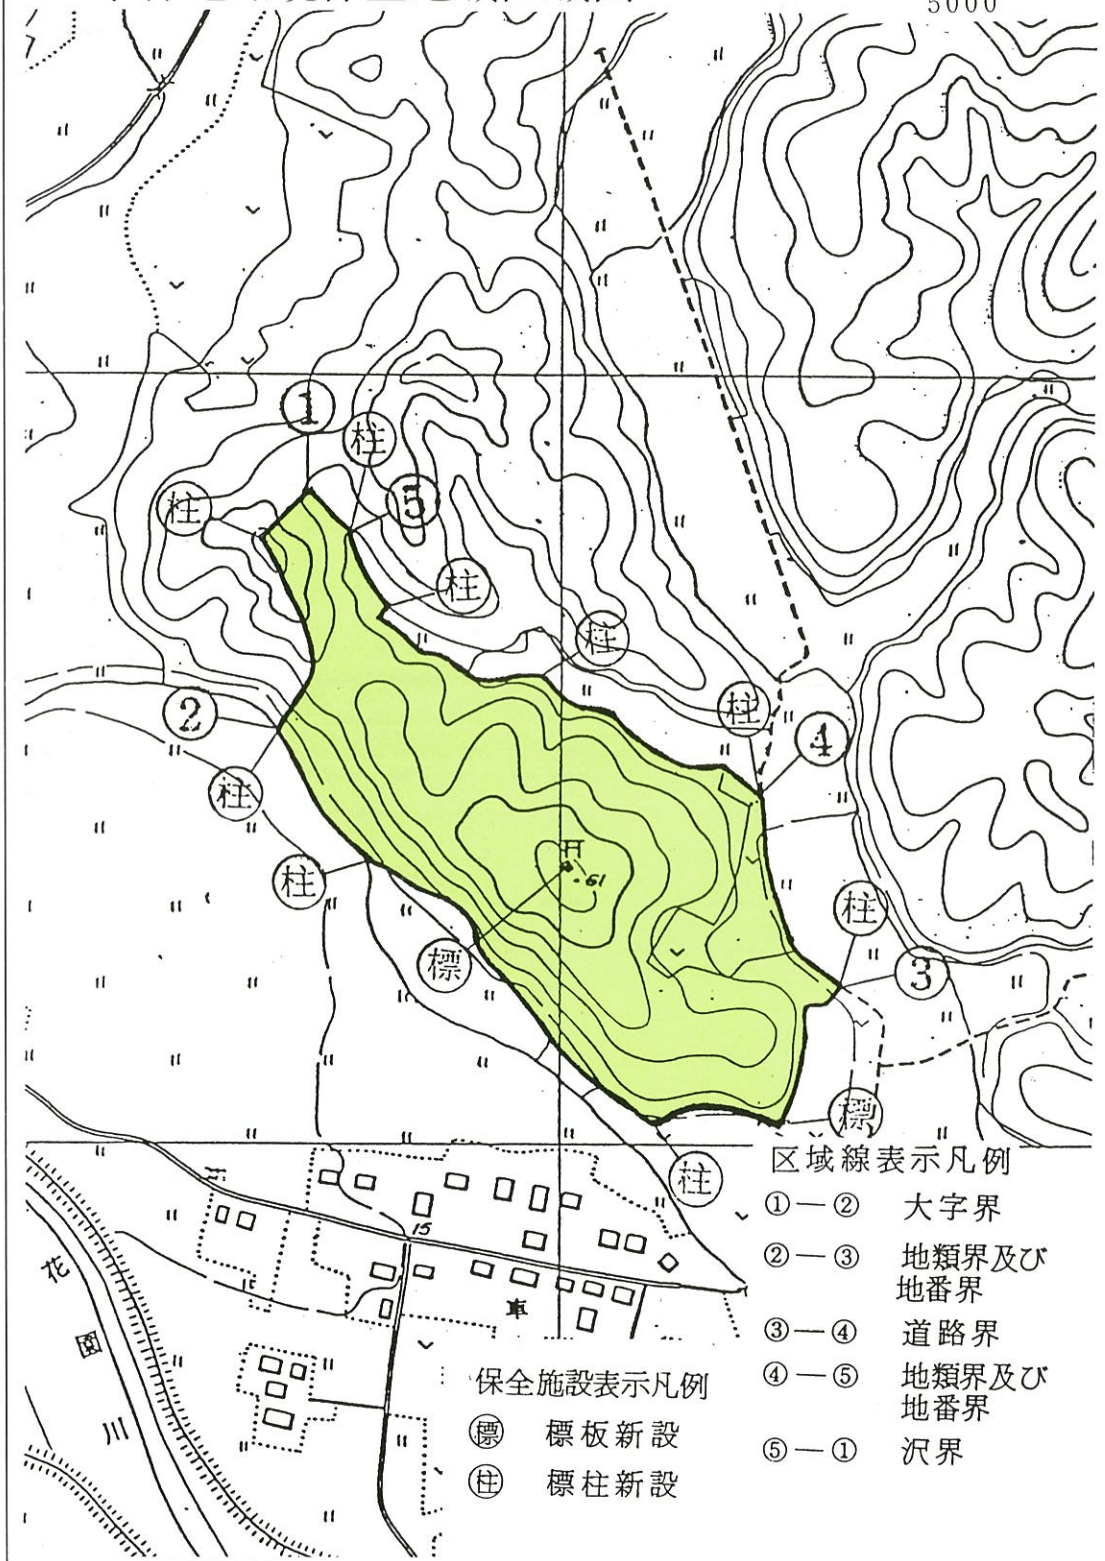 5000
①
柱
柱
⑤
柱
柱
②
柱
④
柱
61
柱
柱
標
③
標
柱
15
花園川
車
区域線表示凡例
①—② 大字界
②—③ 地類界及び
地番界
③—④ 道路界
④—⑤ 地類界及び
地番界
⑤—① 沢界
保全施設表示凡例
標 標板新設
柱 標柱新設